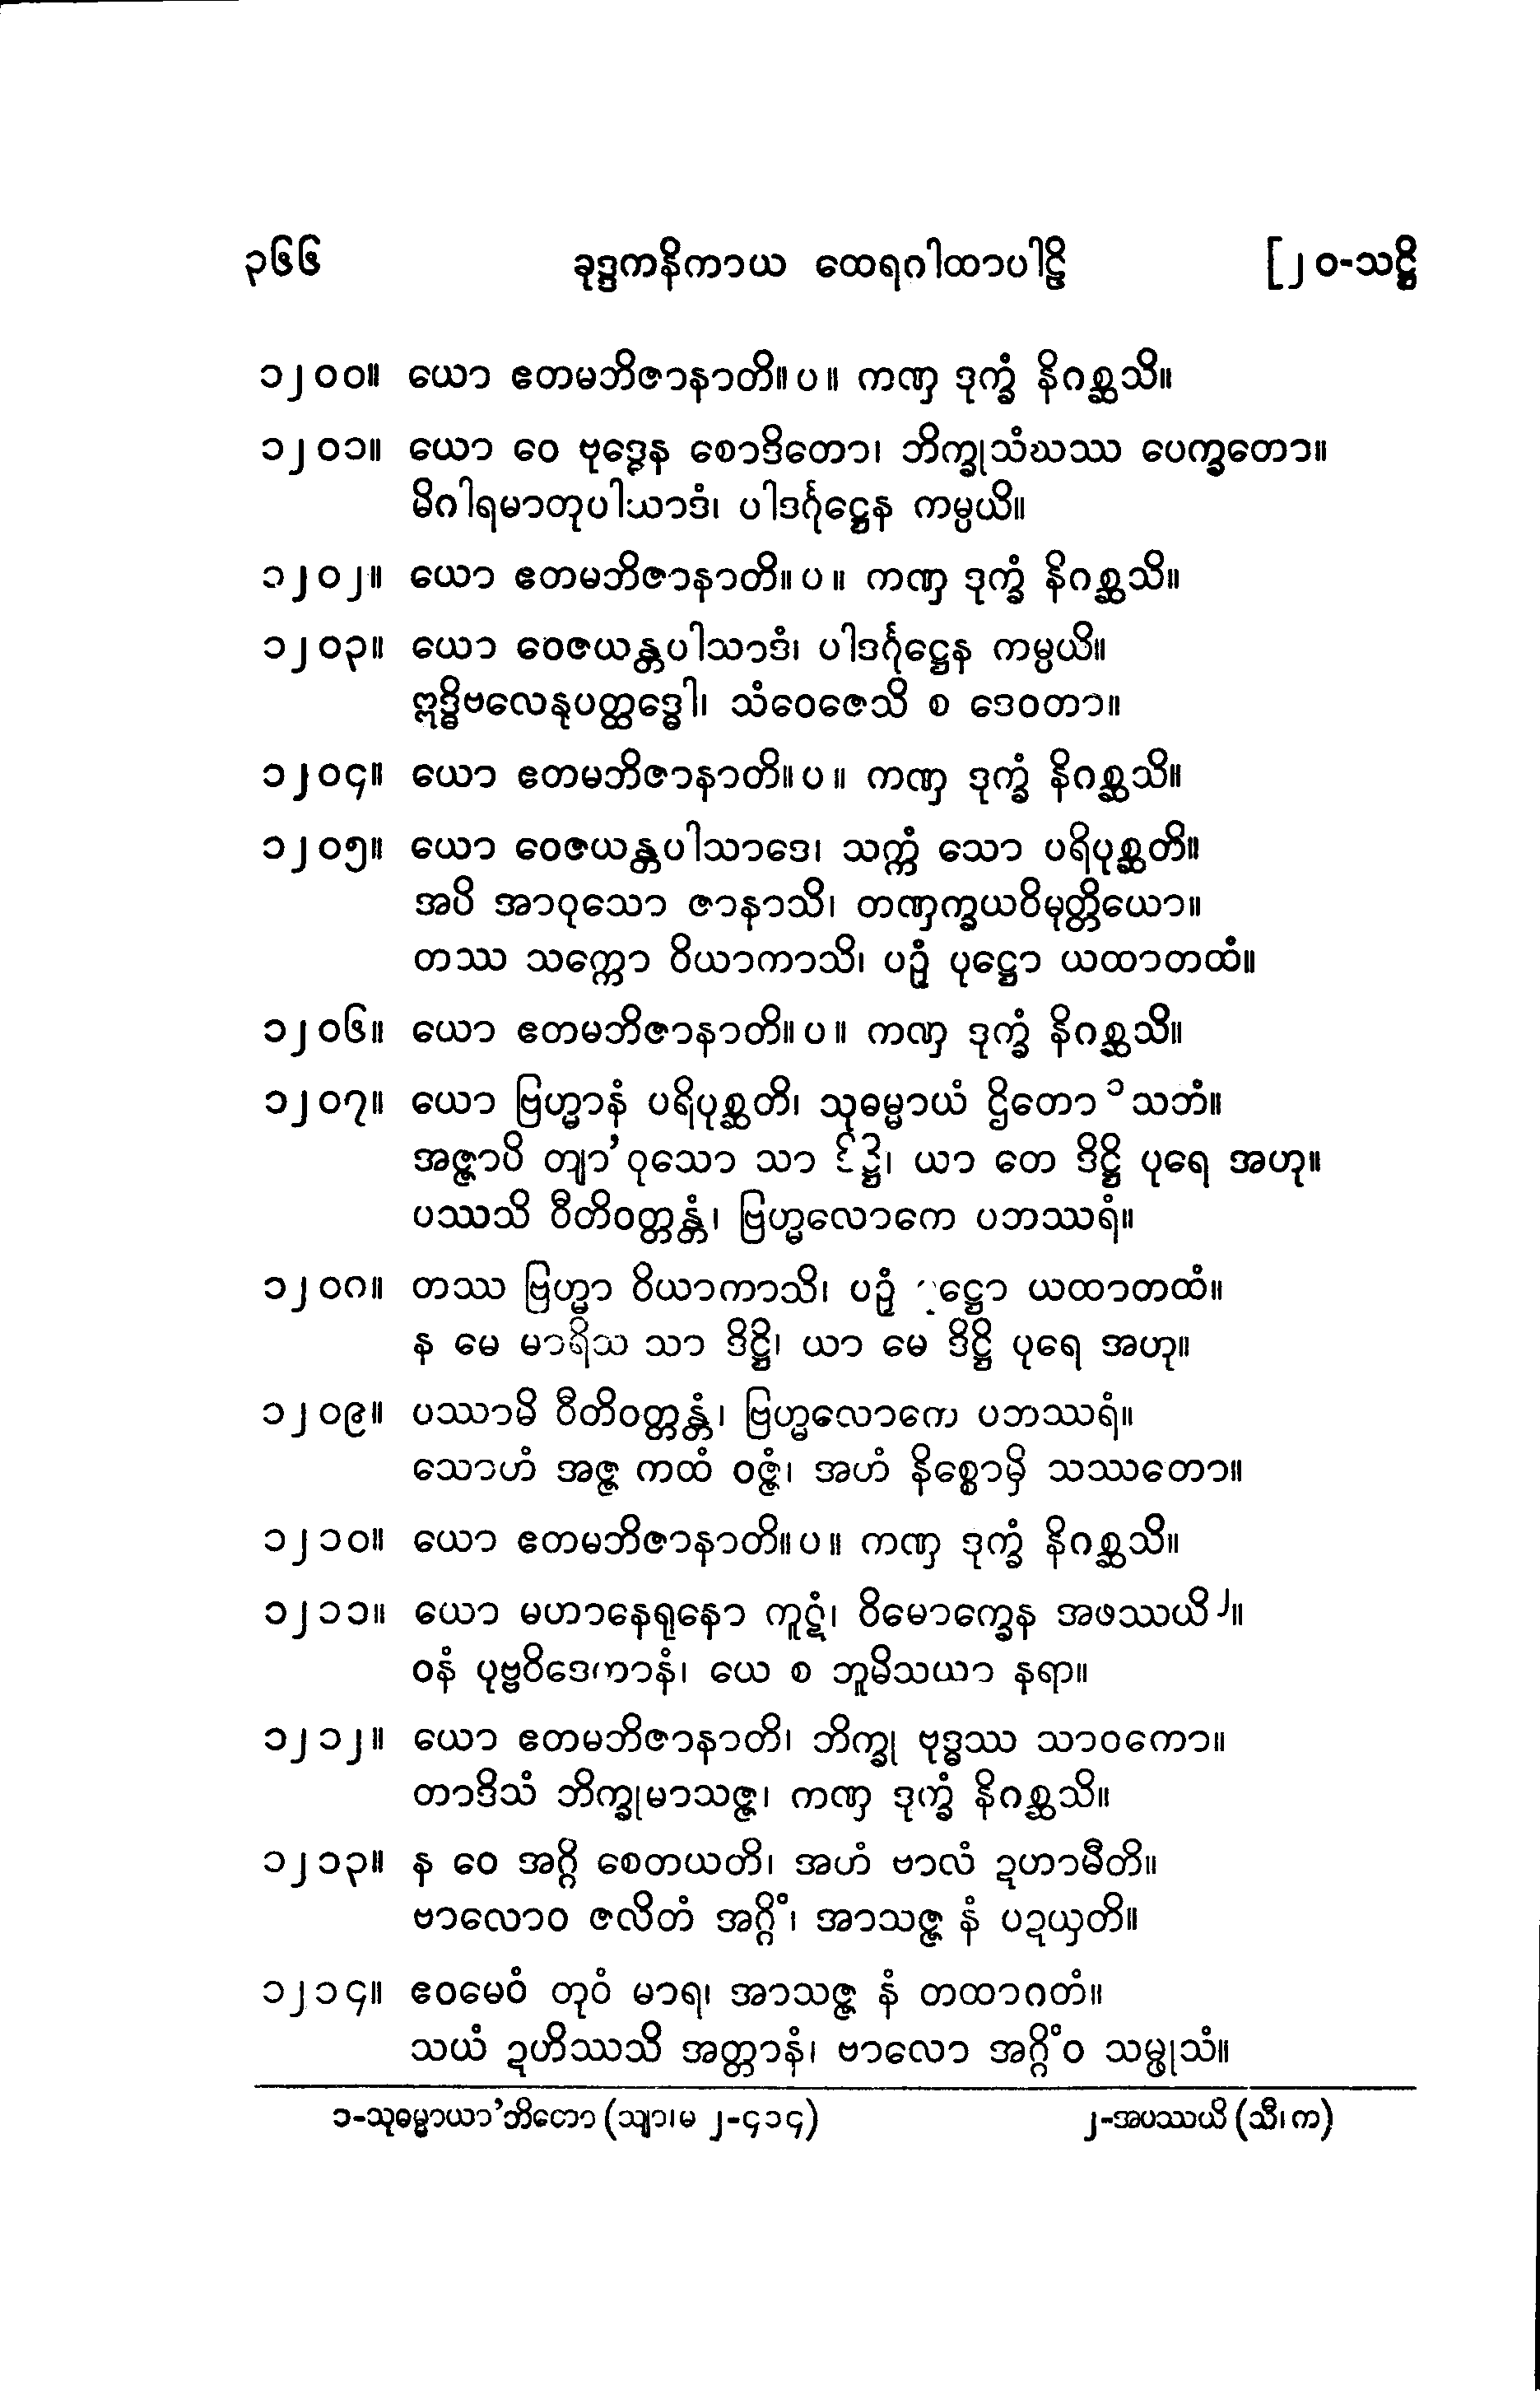 ၃၆၆ ခုဒ္ဒကနိကာယ ထေရဂါထာပါဠိ [၂၀-သဋ္ဌိ
၁၂၀၀။ ယော ဧတမဘိဇာနာတိ။ပ။ ကဏှ ဒုက္ခံ နိဂစ္ဆသိ။
၁၂၀၁။ ယော ဝေ ဗုဒ္ဓေန စောဒိတော၊ ဘိက္ခုသံဃဿ ပေက္ခတော။
မိဂါရမာတုပါသာဒံ၊ ပါဒင်္ဂုဋ္ဌေန ကမ္ပယိ။
၁၂၀၂။ ယော ဧတမဘိဇာနာတိ။ပ။ ကဏှ ဒုက္ခံ နိဂစ္ဆသိ။
၁၂၀၃။ ယော ဝေဇယန္တပါသာဒံ၊ ပါဒင်္ဂုဋ္ဌေန ကမ္ပယိ။
ဣဒ္ဓိဗလေနုပတ္ထဒ္ဓေါ၊ သံဝေဇေသိ စ ဒေဝတာ။
၁၂၀၄။ ယော ဧတမဘိဇာနာတိ။ပ။ ကဏှ ဒုက္ခံ နိဂစ္ဆသိ။
၁၂၀၅။ ယော ဝေဇယန္တပါသာဒေ၊ သက္ကံ သော ပရိပုစ္ဆတိ။
အပိ အာဝုသော ဇာနာသိ၊ တဏှက္ခယဝိမုတ္တိယော။
တဿ သက္ကော ဝိယာကာသိ၊ ပဉှံ ပုဋ္ဌော ယထာတထံ။
၁၂၀၆။ ယော ဧတမဘိဇာနာတိ။ပ။ ကဏှ ဒုက္ခံ နိဂစ္ဆသိ။
၁၂၀၇။ ယော ဗြဟ္မာနံ ပရိပုစ္ဆတိ၊ သုဓမ္မာယံ ဌိတော ၁ သဘံ။
အဇ္ဇာပိ တျာ’ဝုသော သာ ဒိဋ္ဌိ၊ ယာ တေ ဒိဋ္ဌိ ပုရေ အဟု။
ပဿသိ ဝီတိဝတ္တန္တံ၊ ဗြဟ္မလောကေ ပဘဿရံ။
၁၂၀၈။ တဿ ဗြဟ္မာ ဝိယာကာသိ၊ ပဉှံ ပုဋ္ဌော ယထာတထံ။
န မေ မာရိသ သာ ဒိဋ္ဌိ၊ ယာ မေ ဒိဋ္ဌိ ပုရေ အဟု။
၁၂၀၉။ ပဿာမိ ဝီတိဝတ္တန္တံ၊ ဗြဟ္မလောကေ ပဘဿရံ။
သောဟံ အဇ္ဇ ကထံ ဝဇ္ဇံ၊ အဟံ နိစ္စောမှိ သဿတော။
၁၂၁၀။ ယော ဧတမဘိဇာနာတိ။ပ။ ကဏှ ဒုက္ခံ နိဂစ္ဆသိ။
၁၂၁၁။ ယော မဟာနေရုနော ကူဋံ၊ ဝိမောက္ခေန အဖဿယိ ၂။
ဝနံ ပုဗ္ဗဝိဒေဟာနံ၊ ယေ စ ဘူမိသယာ နရာ။
၁၂၁၂။ ယော ဧတမဘိဇာနာတိ၊ ဘိက္ခု ဗုဒ္ဓဿ သာဝကော။
တာဒိသံ ဘိက္ခုမာသဇ္ဇ၊ ကဏှ ဒုက္ခံ နိဂစ္ဆသိ။
၁၂၁၃။ န ဝေ အဂ္ဂိ စေတယတိ၊ အဟံ ဗာလံ ဍဟာမီတိ။
ဗာလောဝ ဇလိတံ အဂ္ဂိံ၊ အာသဇ္ဇ နံ ပဍယှတိ။
၁၂၁၄။ ဧဝမေဝံ တုဝံ မာရ၊ အာသဇ္ဇ နံ တထာဂတံ။
သယံ ဍဟိဿသိ အတ္တာနံ၊ ဗာလော အဂ္ဂိံဝ သမ္ဖုသံ။
၁-သုဓမ္မာယာ’ဘိတော (သျာ၊မ ၂-၄၁၄) ၂-အပဿယိ (သီ၊က)